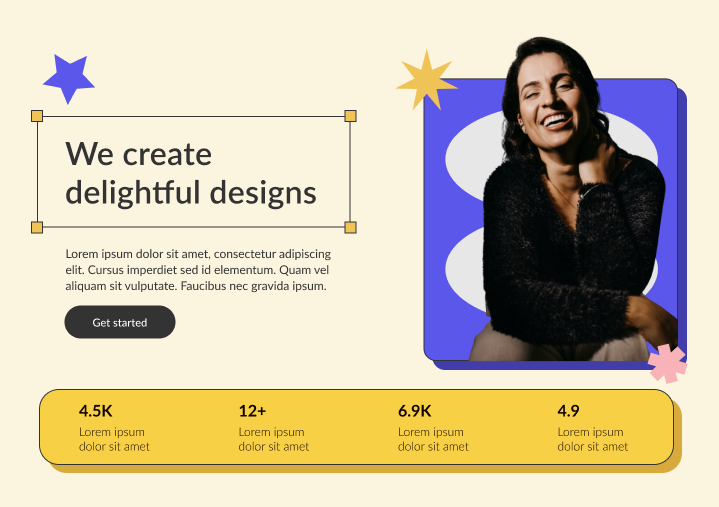 We create
delightful designs
Lorem ipsum dolor sit amet, consectetur adipiscing
elit. Cursus imperdiet sed id elementum. Quam vel
aliquam sit vulputate. Faucibus nec gravida ipsum.
Get started
4.5K
Lorem ipsum
dolor sit amet
12+
Lorem ipsum
dolor sit amet
6.9K
Lorem ipsum
dolor sit amet
4.9
Lorem ipsum
dolor sit amet